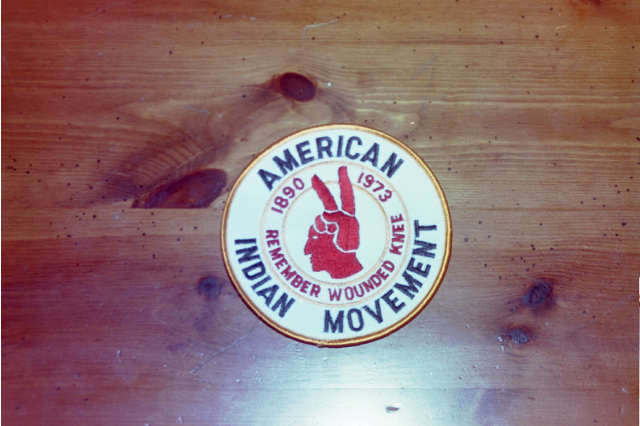 AMERICAN
INDIAN MOVEMENT
1890 1973
REMEMBER WOUNDED KNEE